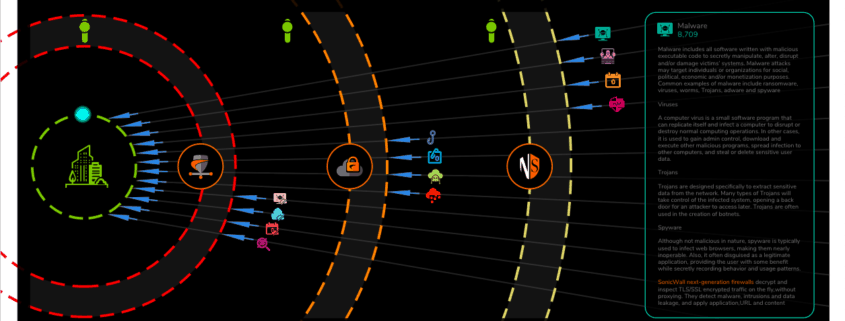 Malware
8,709
Malware includes all software written with malicious
executable code to secretly manipulate, alter, disrupt
and/or damage victims' systems. Malware attacks
may target individuals or organizations for social,
political, economic and/or monetization purposes.
Common examples of malware include ransomware,
viruses, worms, Trojans, adware and spyware
Viruses
A computer virus is a small software program that
can replicate itself and infect a computer to disrupt or
destroy normal computing operations. In other cases,
it is used to gain admin control, download and
execute other malicious programs, spread infection to
other computers, and steal or delete sensitive user
data.
Trojans
Trojans are designed specifically to extract sensitive
data from the network. Many types of Trojans will
take control of the infected system, opening a back
door for an attacker to access later. Trojans are often
used in the creation of botnets.
Spyware
Although not malicious in nature, spyware is typically
used to infect web browsers, making them nearly
inoperable. Also, it often disguised as a legitimate
application, providing the user with some benefit
while secretly recording behavior and usage patterns.
SonicWall next-generation firewalls decrypt and
inspect TLS/SSL encrypted traffic on the fly,without
proxying. They detect malware, intrusions and data
leakage, and apply application,URL and content